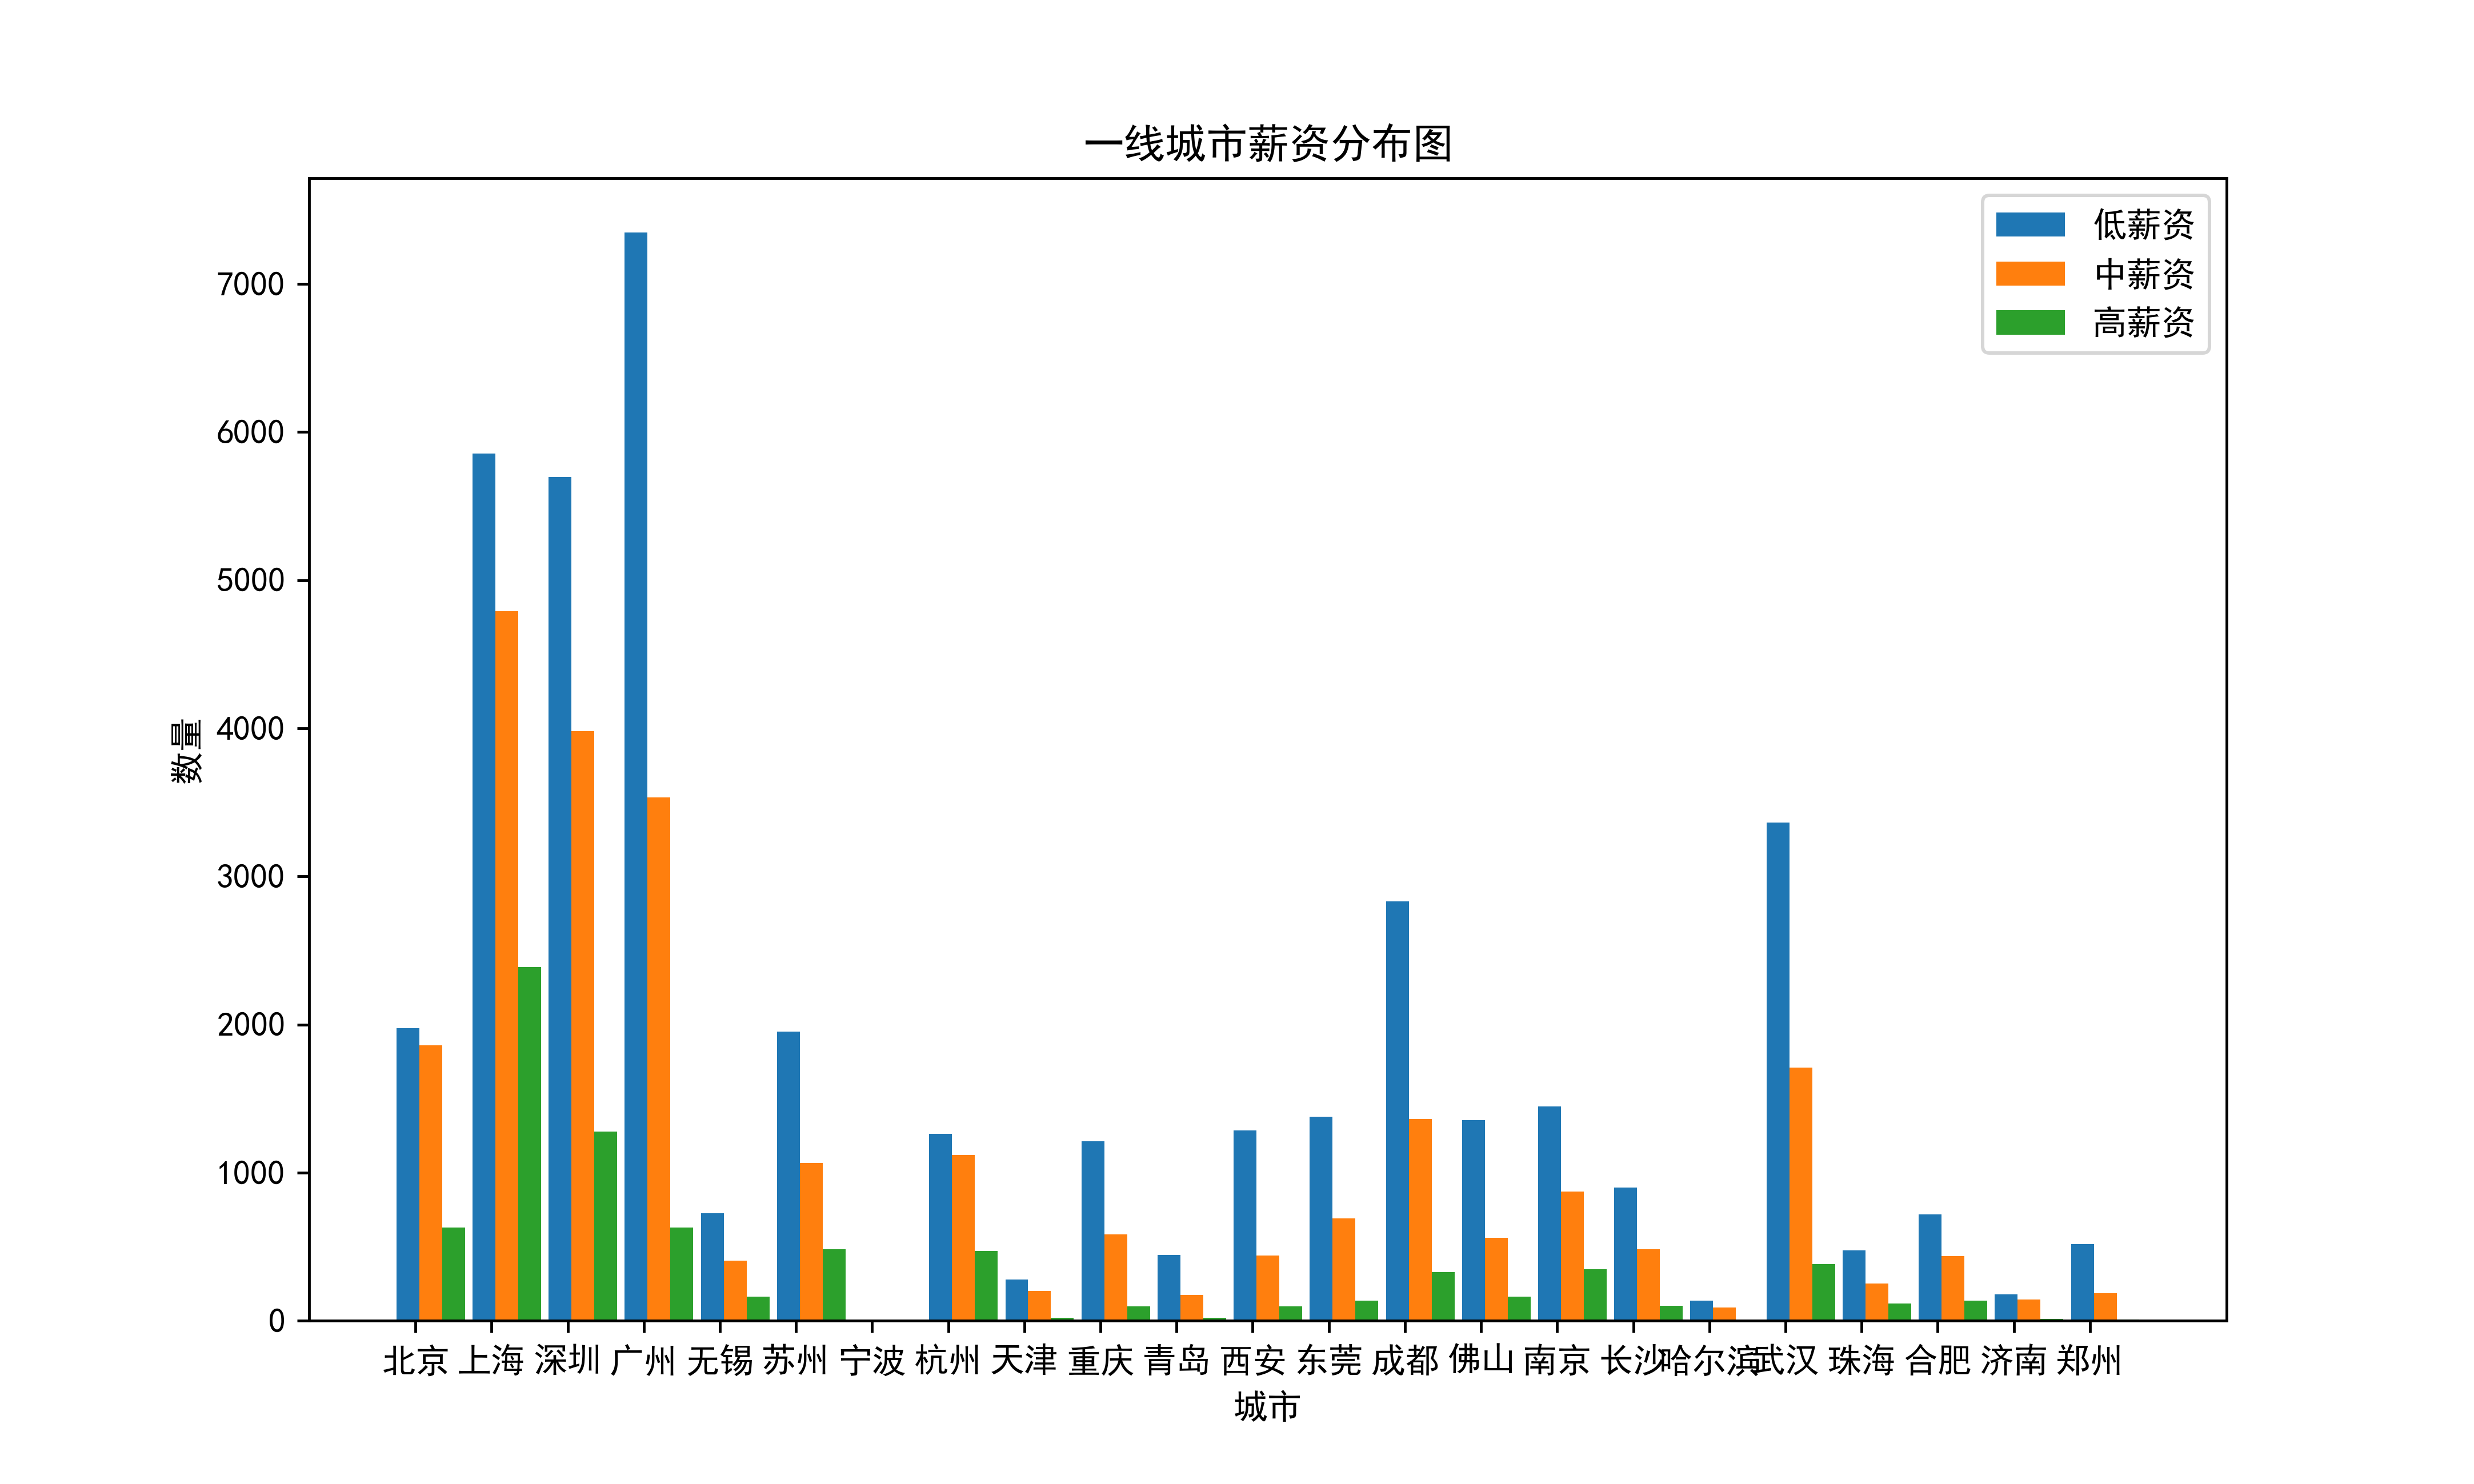 一线城市薪资分布图
低薪资
中薪资
高薪资
7000
6000
5000
4000
3000
2000
1000
0
数量
北京 上海 深圳 广州 无锡 苏州 宁波 杭州 天津 重庆 青岛 西安 东莞 成都 佛山 南京 长沙 哈尔滨 武汉 珠海 合肥 济南 郑州
城市